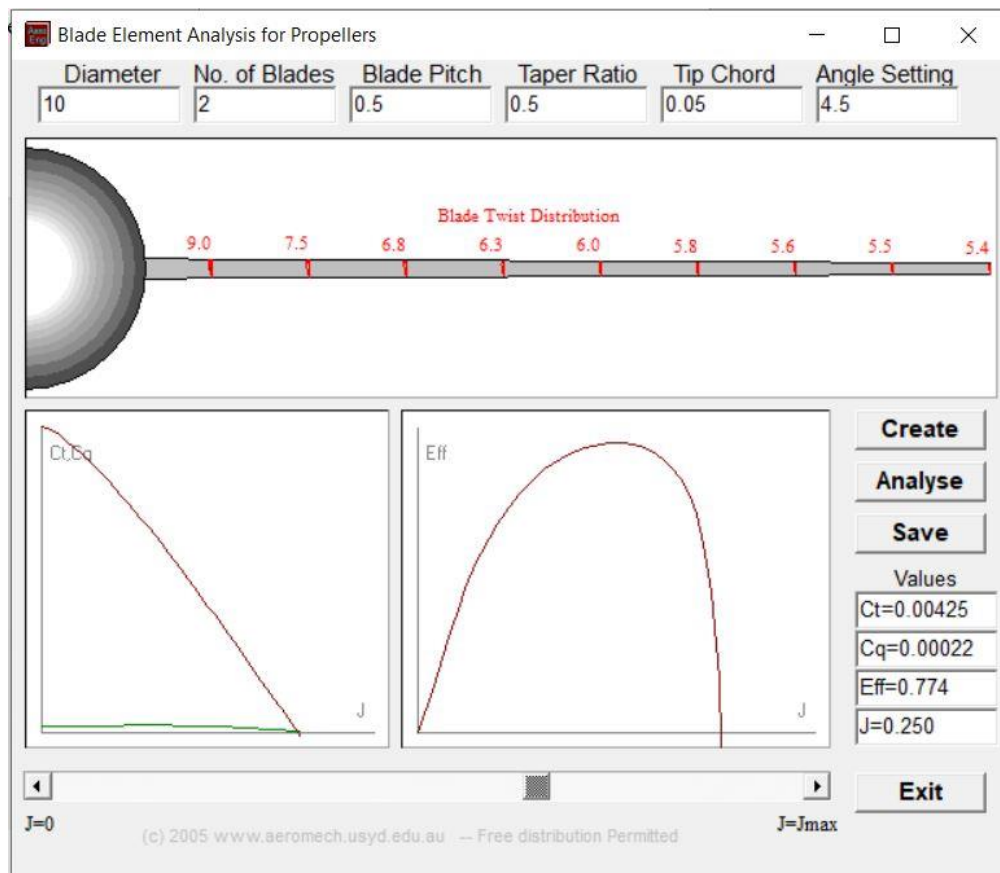 Aero
Eng
Blade Element Analysis for Propellers
Diameter No. of Blades Blade Pitch Taper Ratio Tip Chord Angle Setting
10 2 0.5 0.5 0.05 4.5
Blade Twist Distribution
9.0 7.5 6.8 6.3 6.0 5.8 5.6 5.5 5.4
Ct,Cq
J
Eff
J
Create
Analyse
Save
Values
Ct=0.00425
Cq=0.00022
Eff=0.774
J=0.250
Exit
J=0 J=Jmax
(c) 2005 www.aeromech.usyd.edu.au -- Free distribution Permitted